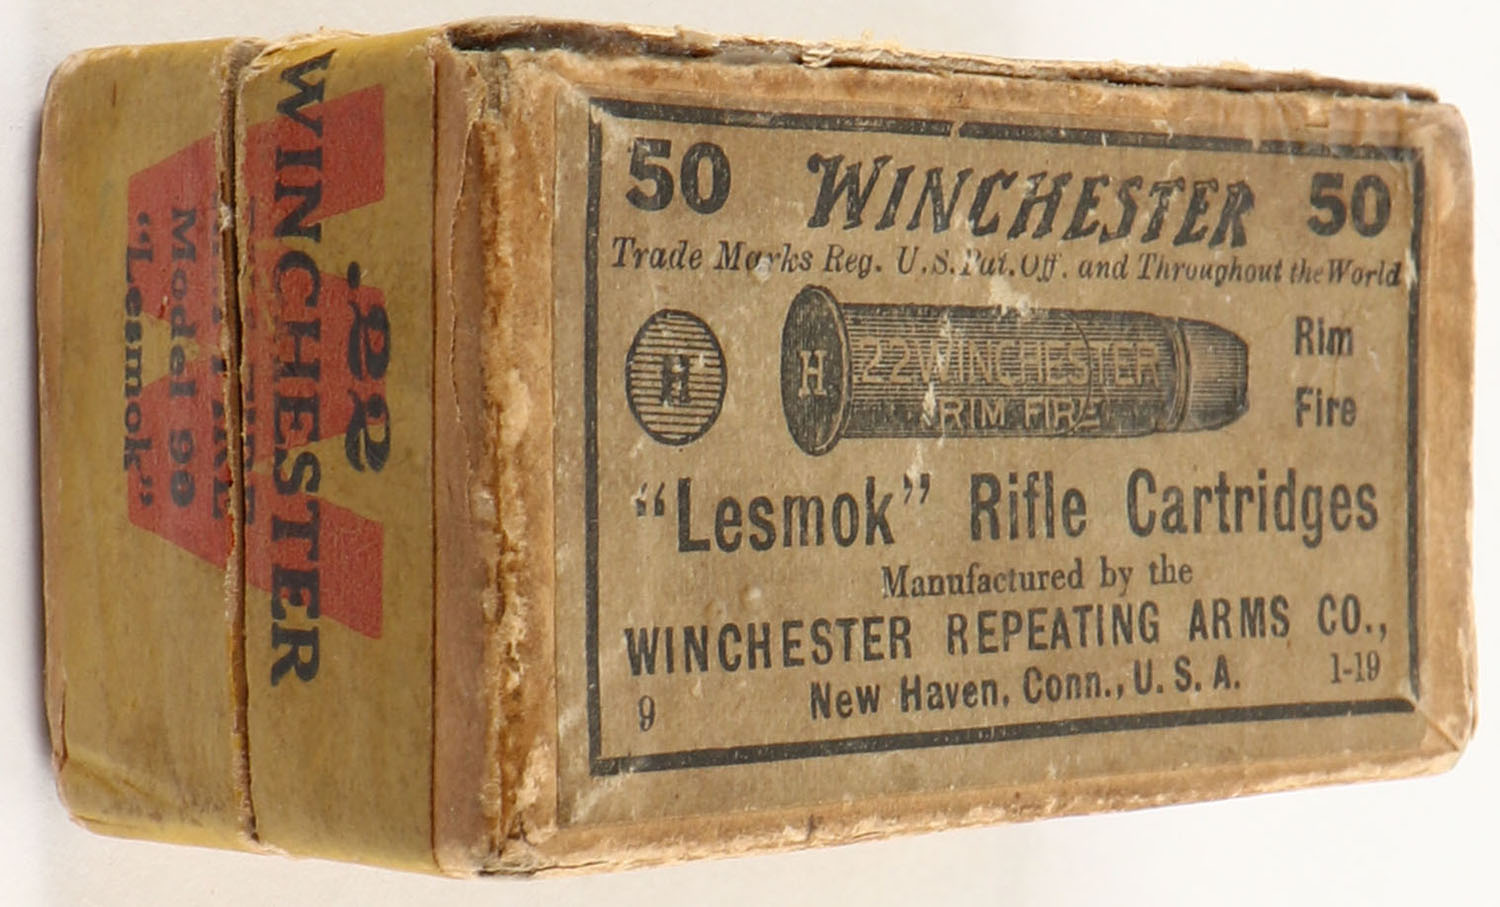 50 WINCHESTER 50
Trade Marks Reg. U.S. Pat. Off. and Throughout the World
H
H 22 WINCHESTER
RIM FIRE
Rim
Fire
"Lesmok" Rifle Cartridges
Manufactured by the
WINCHESTER REPEATING ARMS CO.,
New Haven, Conn., U.S.A.
9 1-19
.22
WINCHESTER
RIM FIRE
Model 90
"Lesmok"